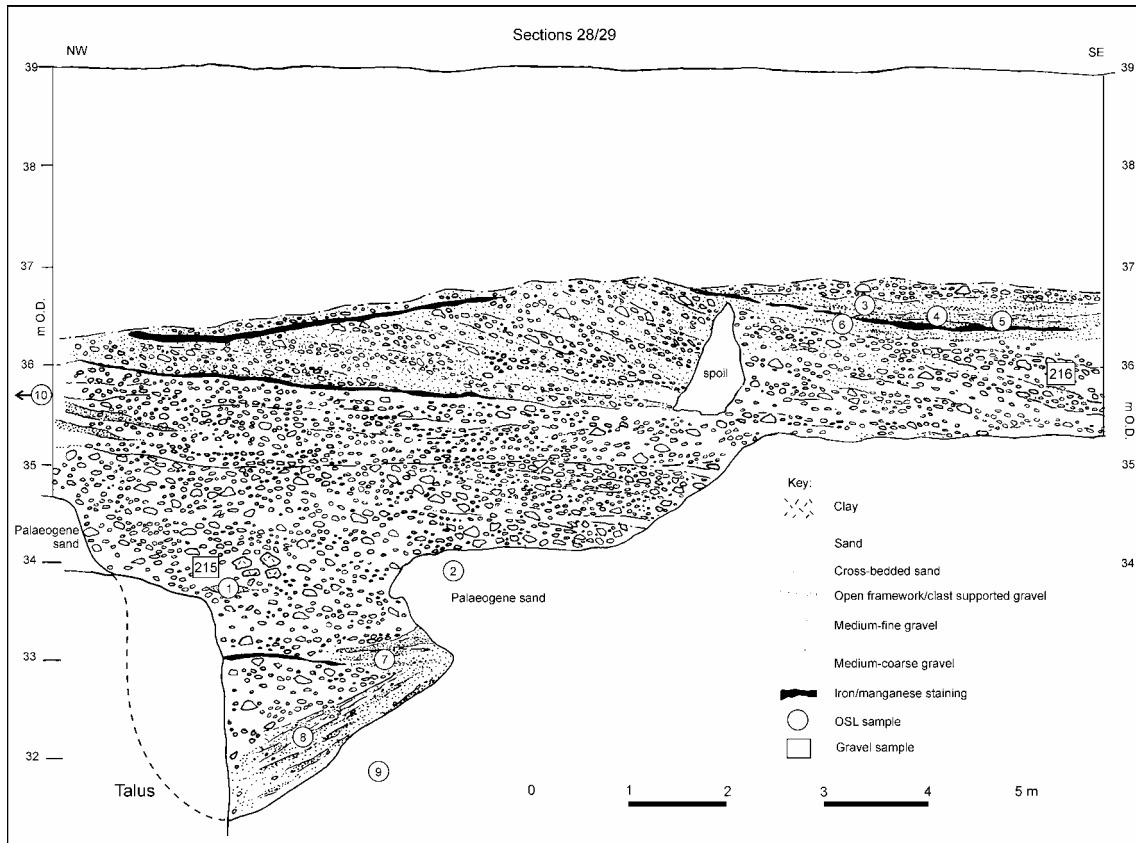 Sections 28/29
NW
SE
39
39
38
38
37
37
m O.D.
3
4
5
6
36
36
spoil
216
10
m O.D.
35
35
Key:
Clay
Palaeogene
sand
Sand
34
34
215
1
2
Cross-bedded sand
Palaeogene sand
Open framework/clast supported gravel
Medium-fine gravel
33
7
Medium-coarse gravel
Iron/manganese staining
OSL sample
8
Gravel sample
32
9
Talus
0 1 2 3 4 5 m